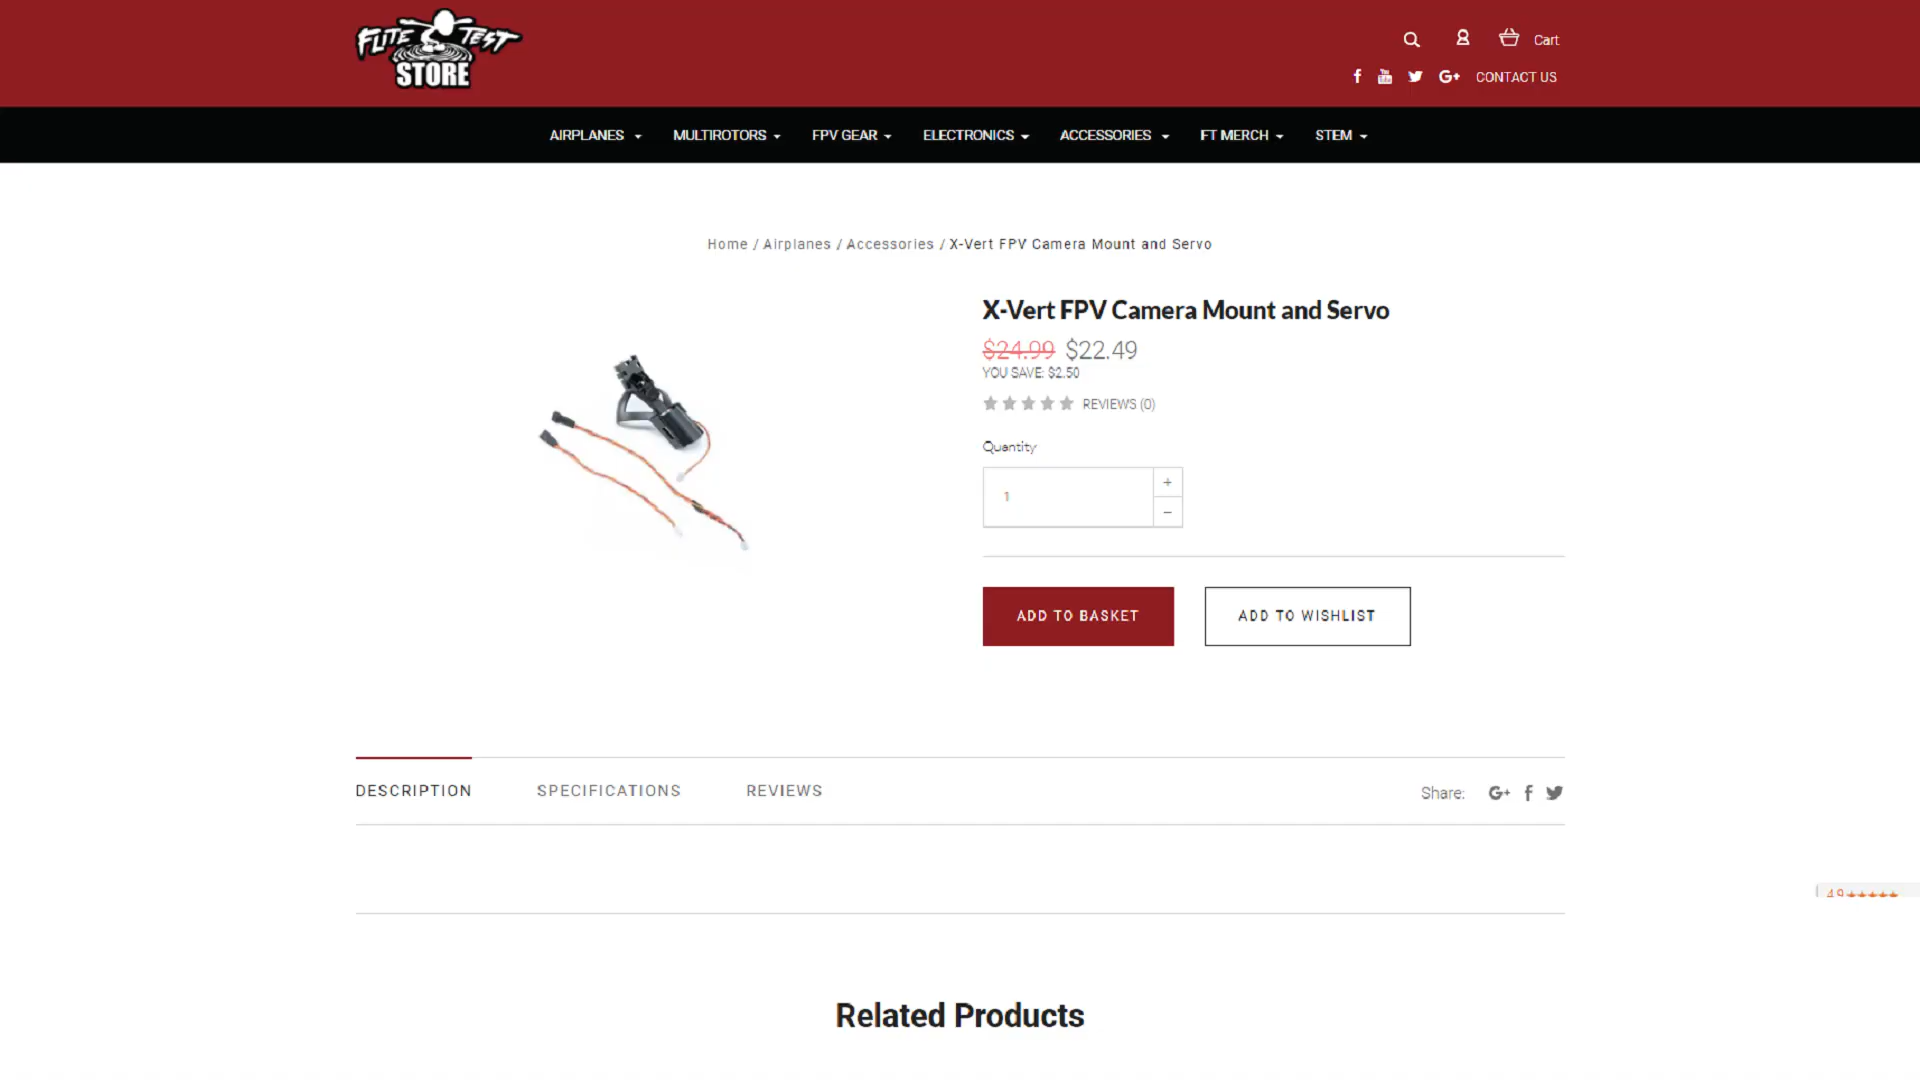 FLITE TEST
STORE
Cart
CONTACT US
AIRPLANES
MULTIROTORS
FPV GEAR
ELECTRONICS
ACCESSORIES
FT MERCH
STEM
Home / Airplanes / Accessories / X-Vert FPV Camera Mount and Servo
X-Vert FPV Camera Mount and Servo
$24.99 $22.49
YOU SAVE: $2.50
REVIEWS (0)
Quantity
1
+
−
ADD TO BASKET
ADD TO WISHLIST
DESCRIPTION
SPECIFICATIONS
REVIEWS
Share:
4.9
Related Products